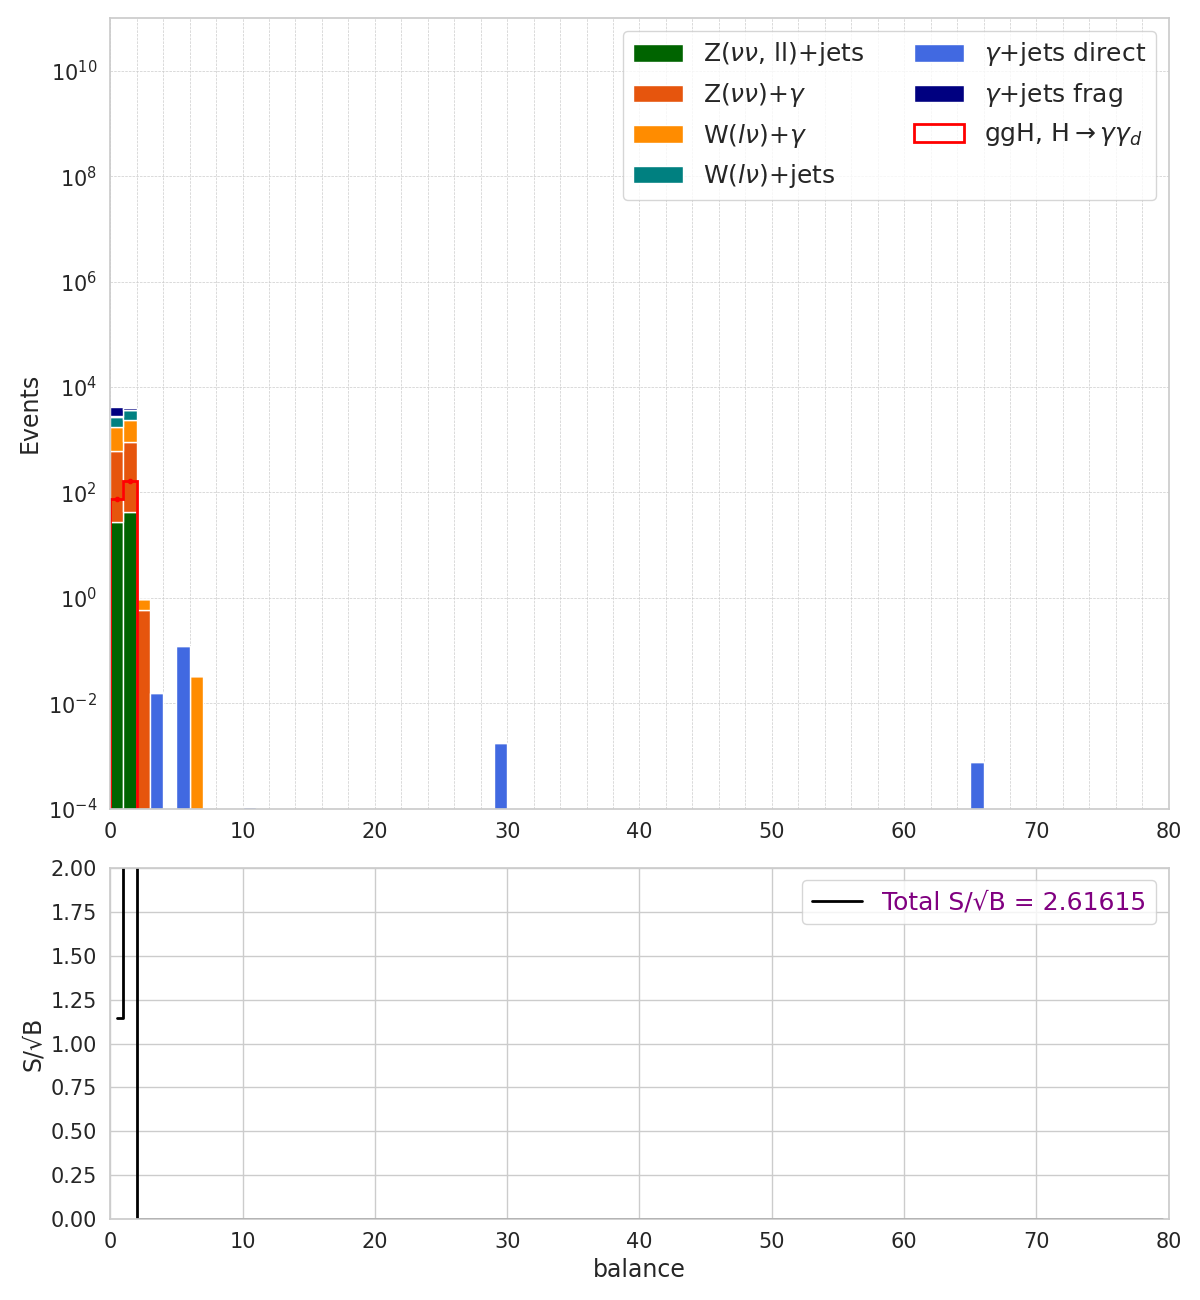 Z(νν, ll)+jets
Z(νν)+γ
W(lν)+γ
W(lν)+jets
γ+jets direct
γ+jets frag
ggH, H→γγ_d
Events
10^10
10^8
10^6
10^4
10^2
10^0
10^−2
10^−4
0 10 20 30 40 50 60 70 80
Total S/√B = 2.61615
S/√B
2.00
1.75
1.50
1.25
1.00
0.75
0.50
0.25
0.00
0 10 20 30 40 50 60 70 80
balance